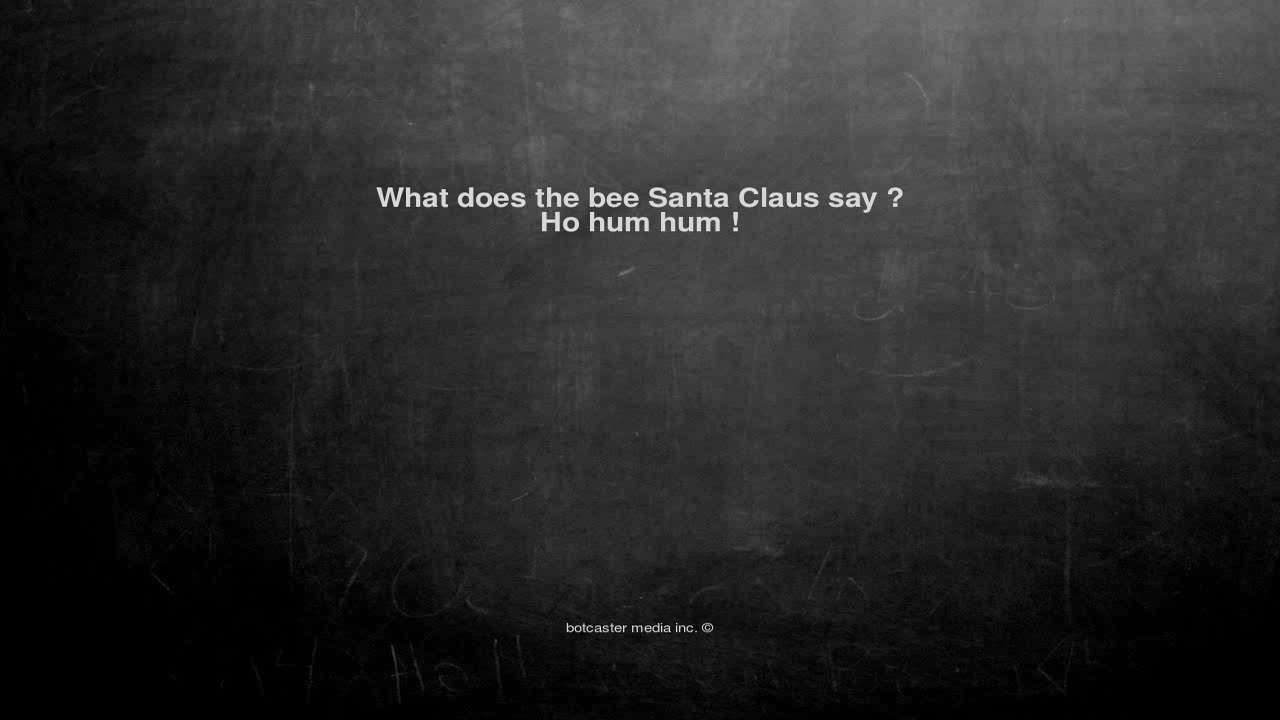 What does the bee Santa Claus say ?
Ho hum hum !
botcaster media inc. ©